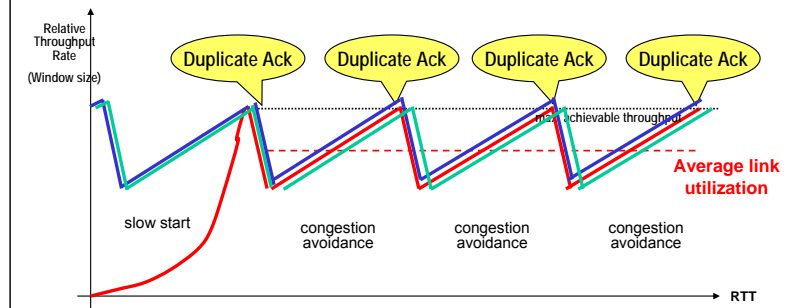 Relative
Throughput
Rate
(Window size)
Duplicate Ack
Duplicate Ack
Duplicate Ack
Duplicate Ack
max achievable throughput
Average link
utilization
slow start
congestion
avoidance
congestion
avoidance
congestion
avoidance
RTT